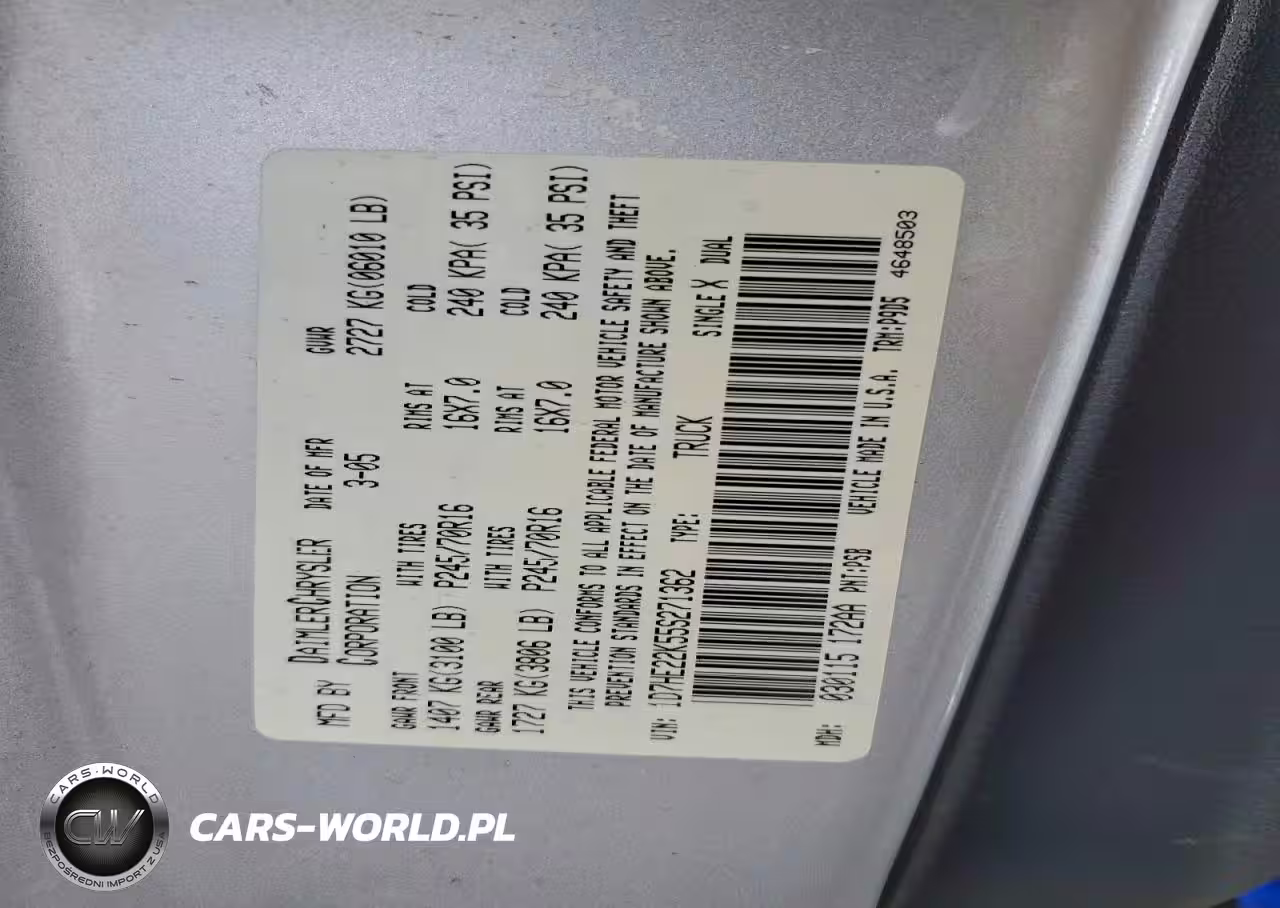 MFD BY DAIMLERCHRYSLER CORPORATION DATE OF MFR 3-05 GVWR 2727 KG(06010 LB)
GAWR FRONT WITH TIRES RIMS AT COLD
1407 KG(3100 LB) P245/70R16 16X7.0 240 KPA( 35 PSI)
GAWR REAR WITH TIRES RIMS AT COLD
1727 KG(3806 LB) P245/70R16 16X7.0 240 KPA( 35 PSI)
THIS VEHICLE CONFORMS TO ALL APPLICABLE FEDERAL MOTOR VEHICLE SAFETY AND THEFT
PREVENTION STANDARDS IN EFFECT ON THE DATE OF MANUFACTURE SHOWN ABOVE.
VIN: 1D7HE22K55S271362 TYPE: TRUCK SINGLE X DUAL
MDH: 030115 172AA PNT:PSB VEHICLE MADE IN U.S.A. TRM:P9D5 4648503
CARS-WORLD
CW
BEZPOŚREDNI IMPORT Z USA
CARS-WORLD.PL